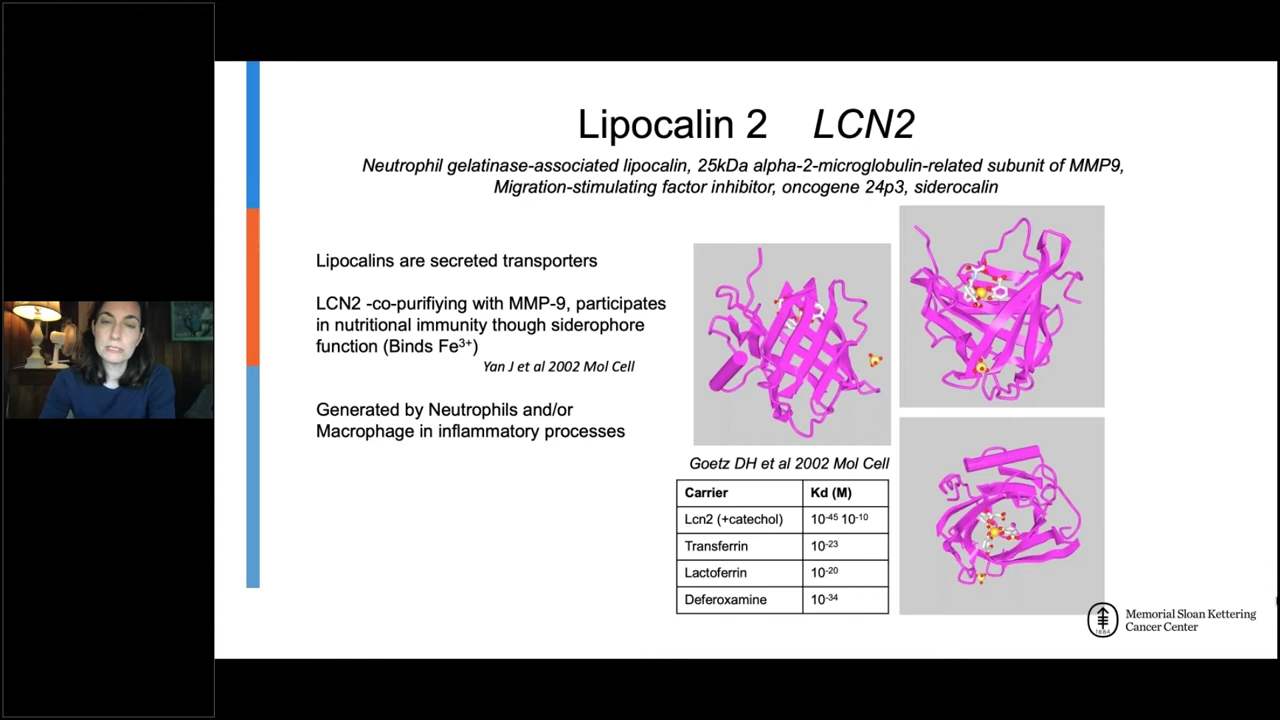 Lipocalin 2 LCN2
Neutrophil gelatinase-associated lipocalin, 25kDa alpha-2-microglobulin-related subunit of MMP9,
Migration-stimulating factor inhibitor, oncogene 24p3, siderocalin
Lipocalins are secreted transporters
LCN2 -co-purifiying with MMP-9, participates
in nutritional immunity though siderophore
function (Binds Fe³⁺)
Yan J et al 2002 Mol Cell
Generated by Neutrophils and/or
Macrophage in inflammatory processes
Goetz DH et al 2002 Mol Cell
Carrier Kd (M)
Lcn2 (+catechol) 10⁻⁴⁵ 10⁻¹⁰
Transferrin 10⁻²³
Lactoferrin 10⁻²⁰
Deferoxamine 10⁻³⁴
1884
Memorial Sloan Kettering
Cancer Center